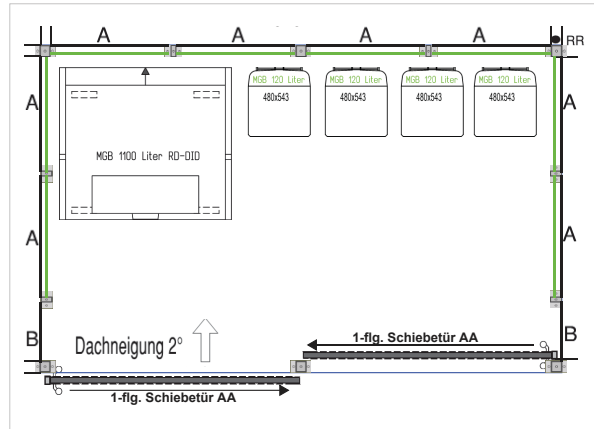 A A A A RR
A A
MGB 120 Liter MGB 120 Liter MGB 120 Liter MGB 120 Liter
480x543 480x543 480x543 480x543
MGB 1100 Liter RD-DID
A A
B B
Dachneigung 2°
1-flg. Schiebetür AA
1-flg. Schiebetür AA